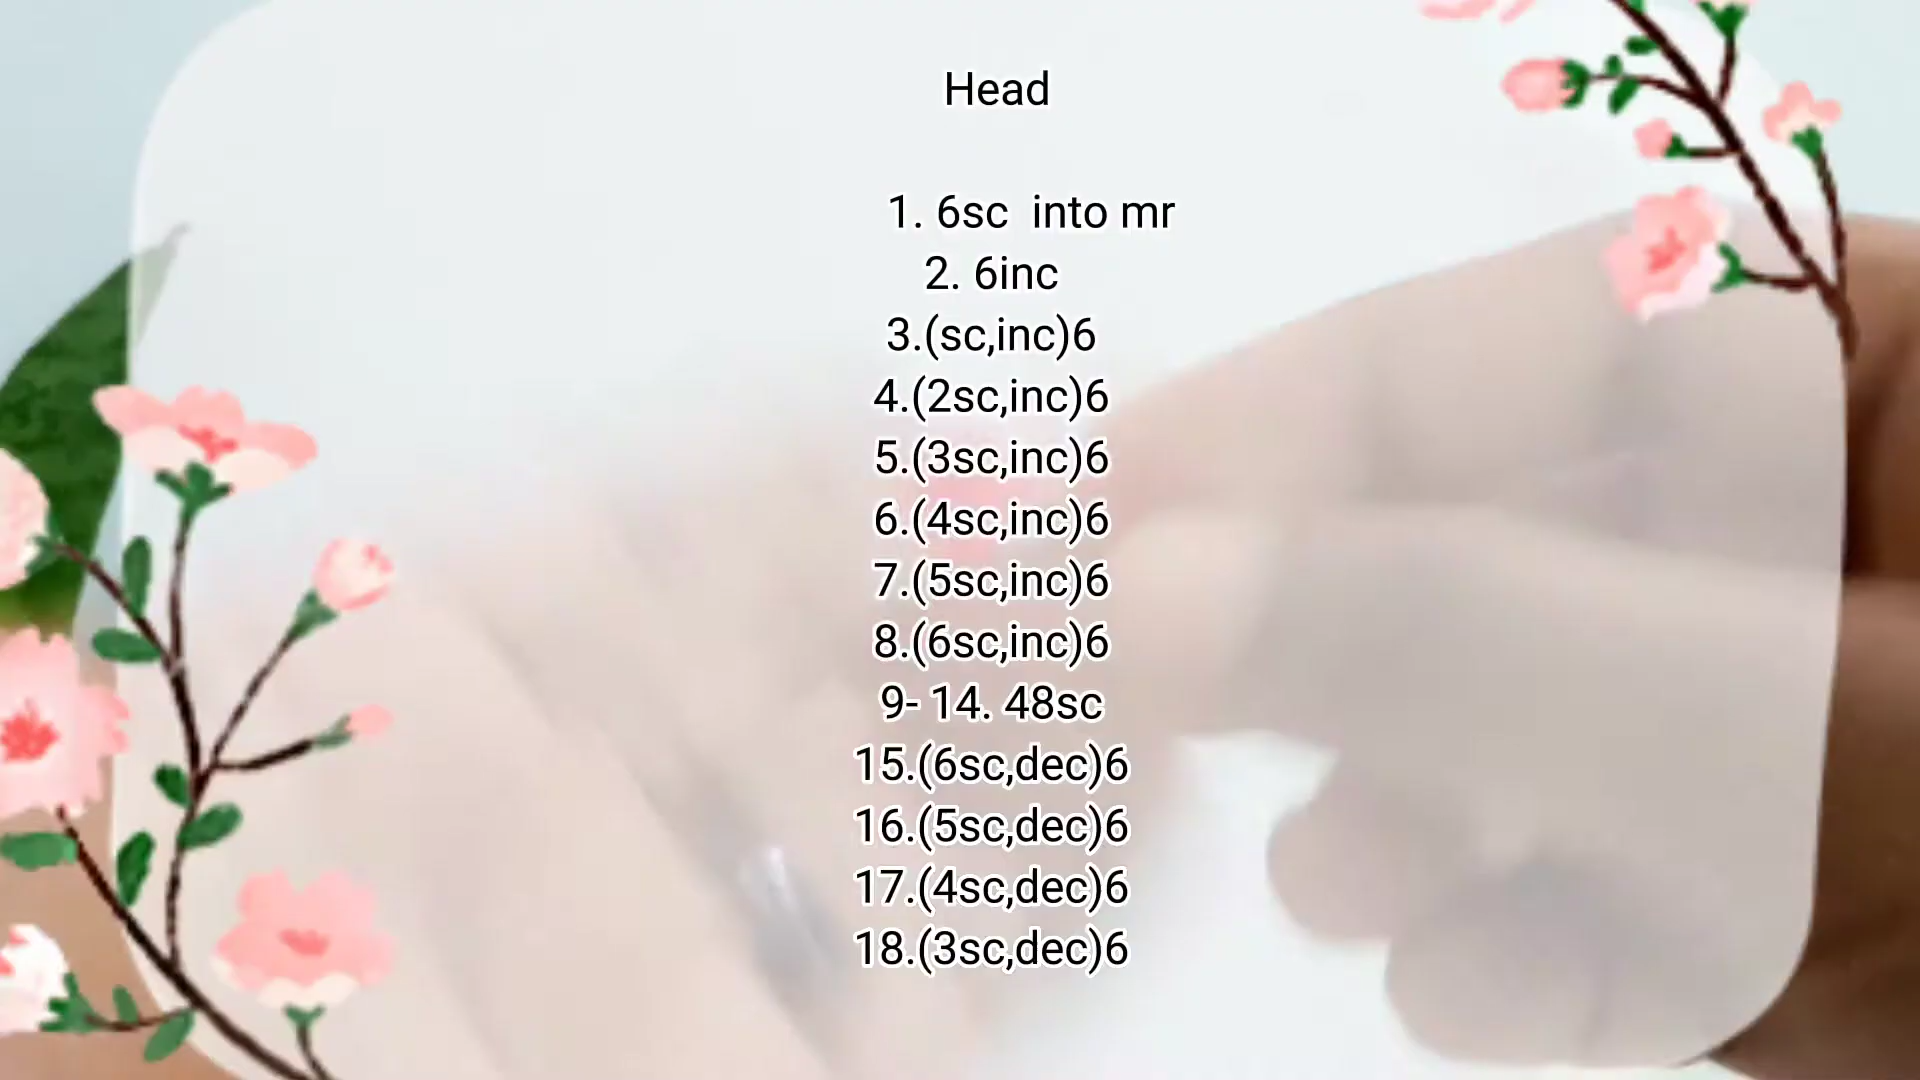 Head
1. 6sc  into mr
2. 6inc
3.(sc,inc)6
4.(2sc,inc)6
5.(3sc,inc)6
6.(4sc,inc)6
7.(5sc,inc)6
8.(6sc,inc)6
9- 14. 48sc
15.(6sc,dec)6
16.(5sc,dec)6
17.(4sc,dec)6
18.(3sc,dec)6